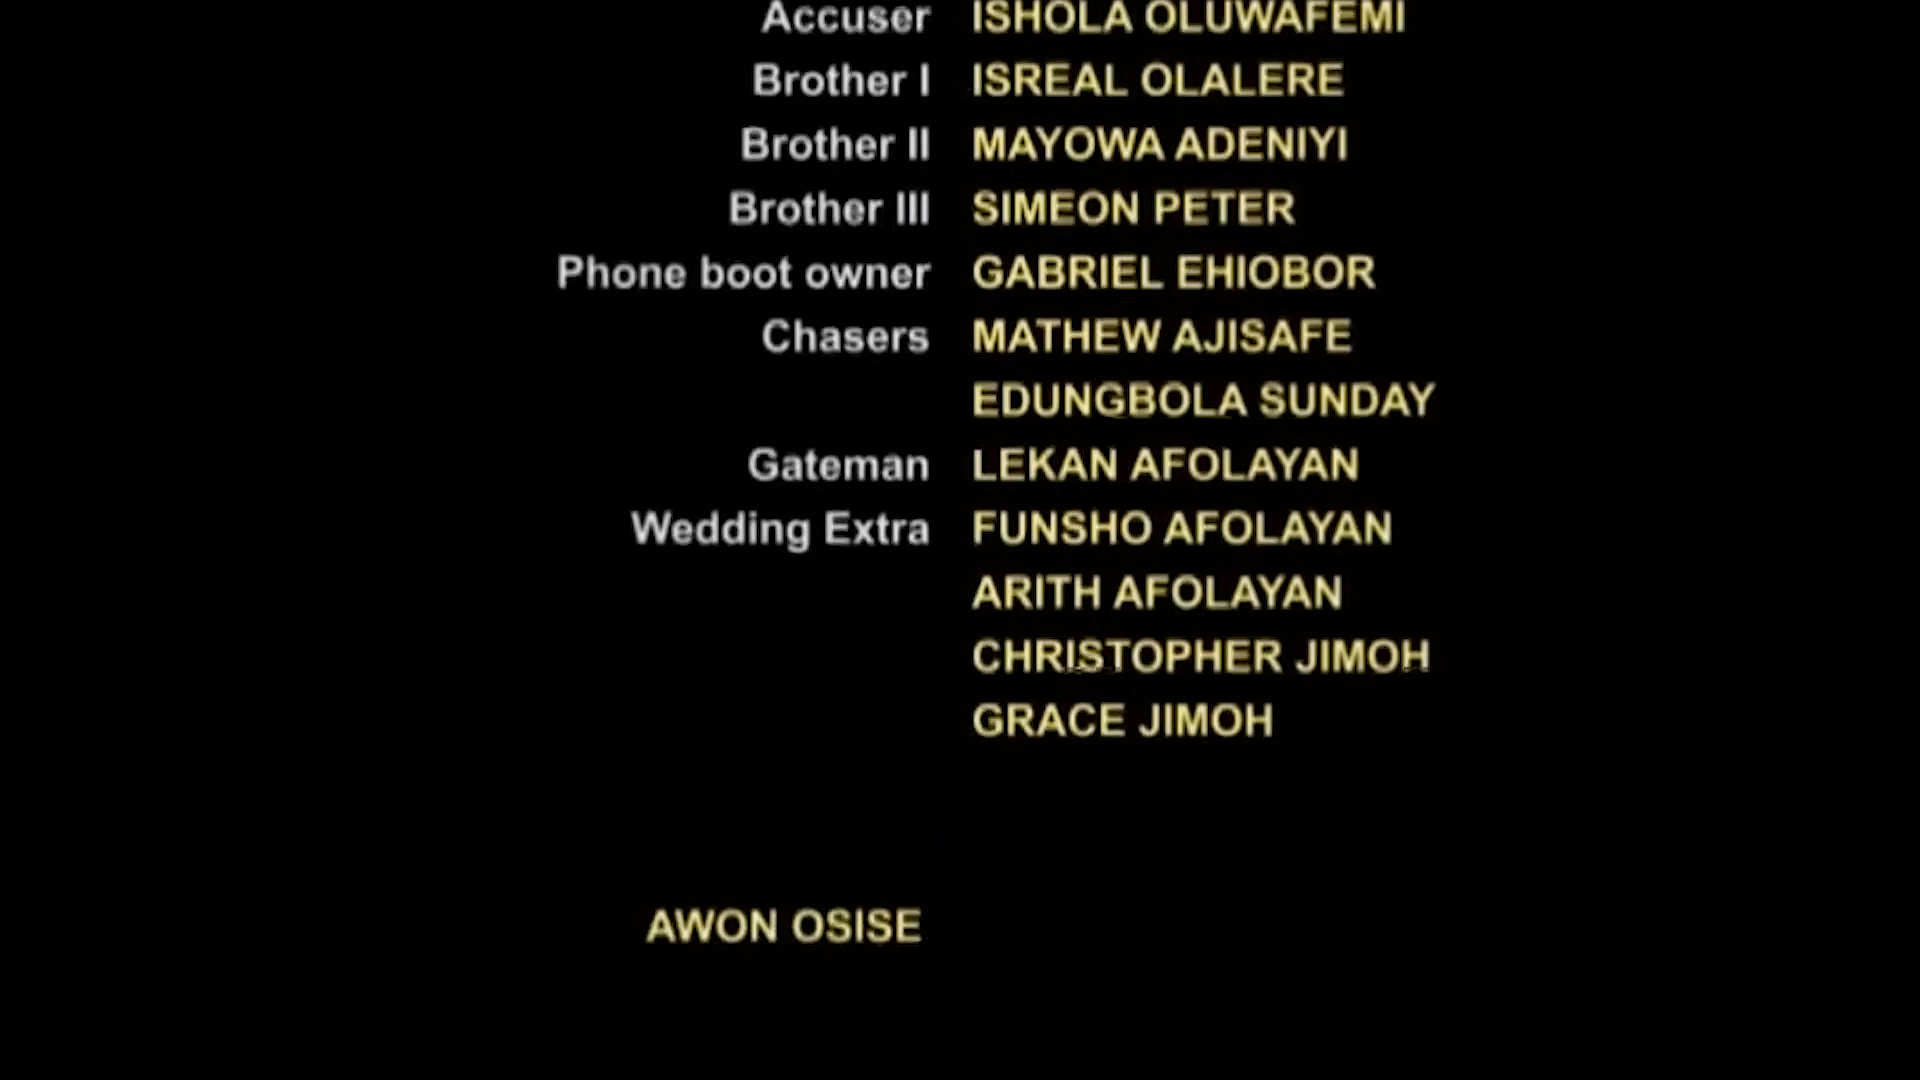 Accuser ISHOLA OLUWAFEMI
Brother I ISREAL OLALERE
Brother II MAYOWA ADENIYI
Brother III SIMEON PETER
Phone boot owner GABRIEL EHIOBOR
Chasers MATHEW AJISAFE
EDUNGBOLA SUNDAY
Gateman LEKAN AFOLAYAN
Wedding Extra FUNSHO AFOLAYAN
ARITH AFOLAYAN
CHRISTOPHER JIMOH
GRACE JIMOH
AWON OSISE